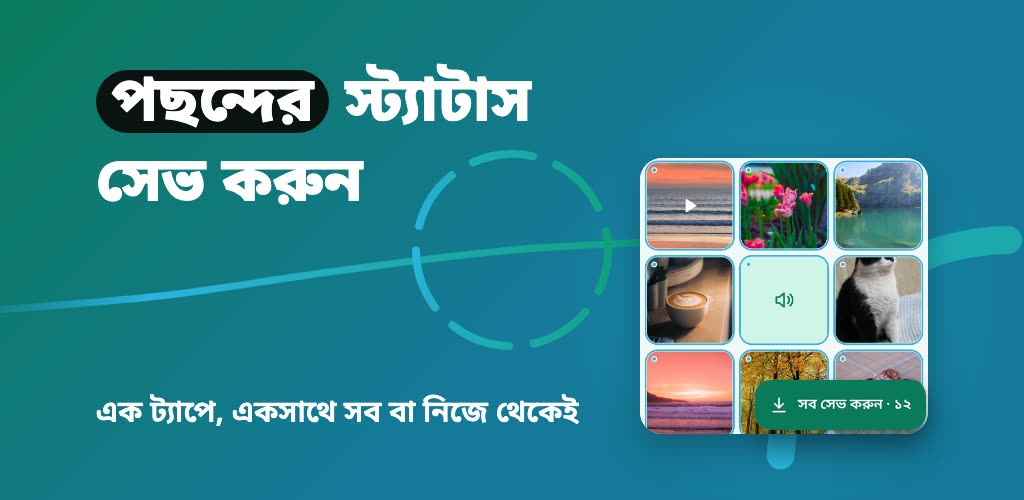 পছন্দের স্ট্যাটাস
সেভ করুন
এক ট্যাপে, একসাথে সব বা নিজে থেকেই
সব সেভ করুন · ১২